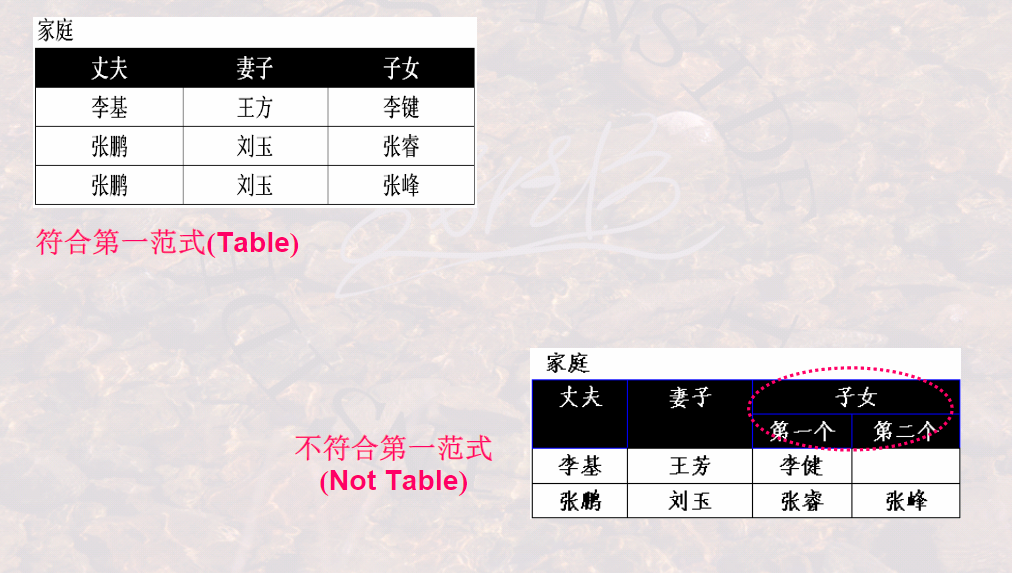 家庭
丈夫 妻子 子女
李基 王方 李键
张鹏 刘玉 张睿
张鹏 刘玉 张峰
符合第一范式(Table)
家庭
丈夫 妻子 子女
第一个 第二个
不符合第一范式
(Not Table)
李基 王芳 李健
张鹏 刘玉 张睿 张峰